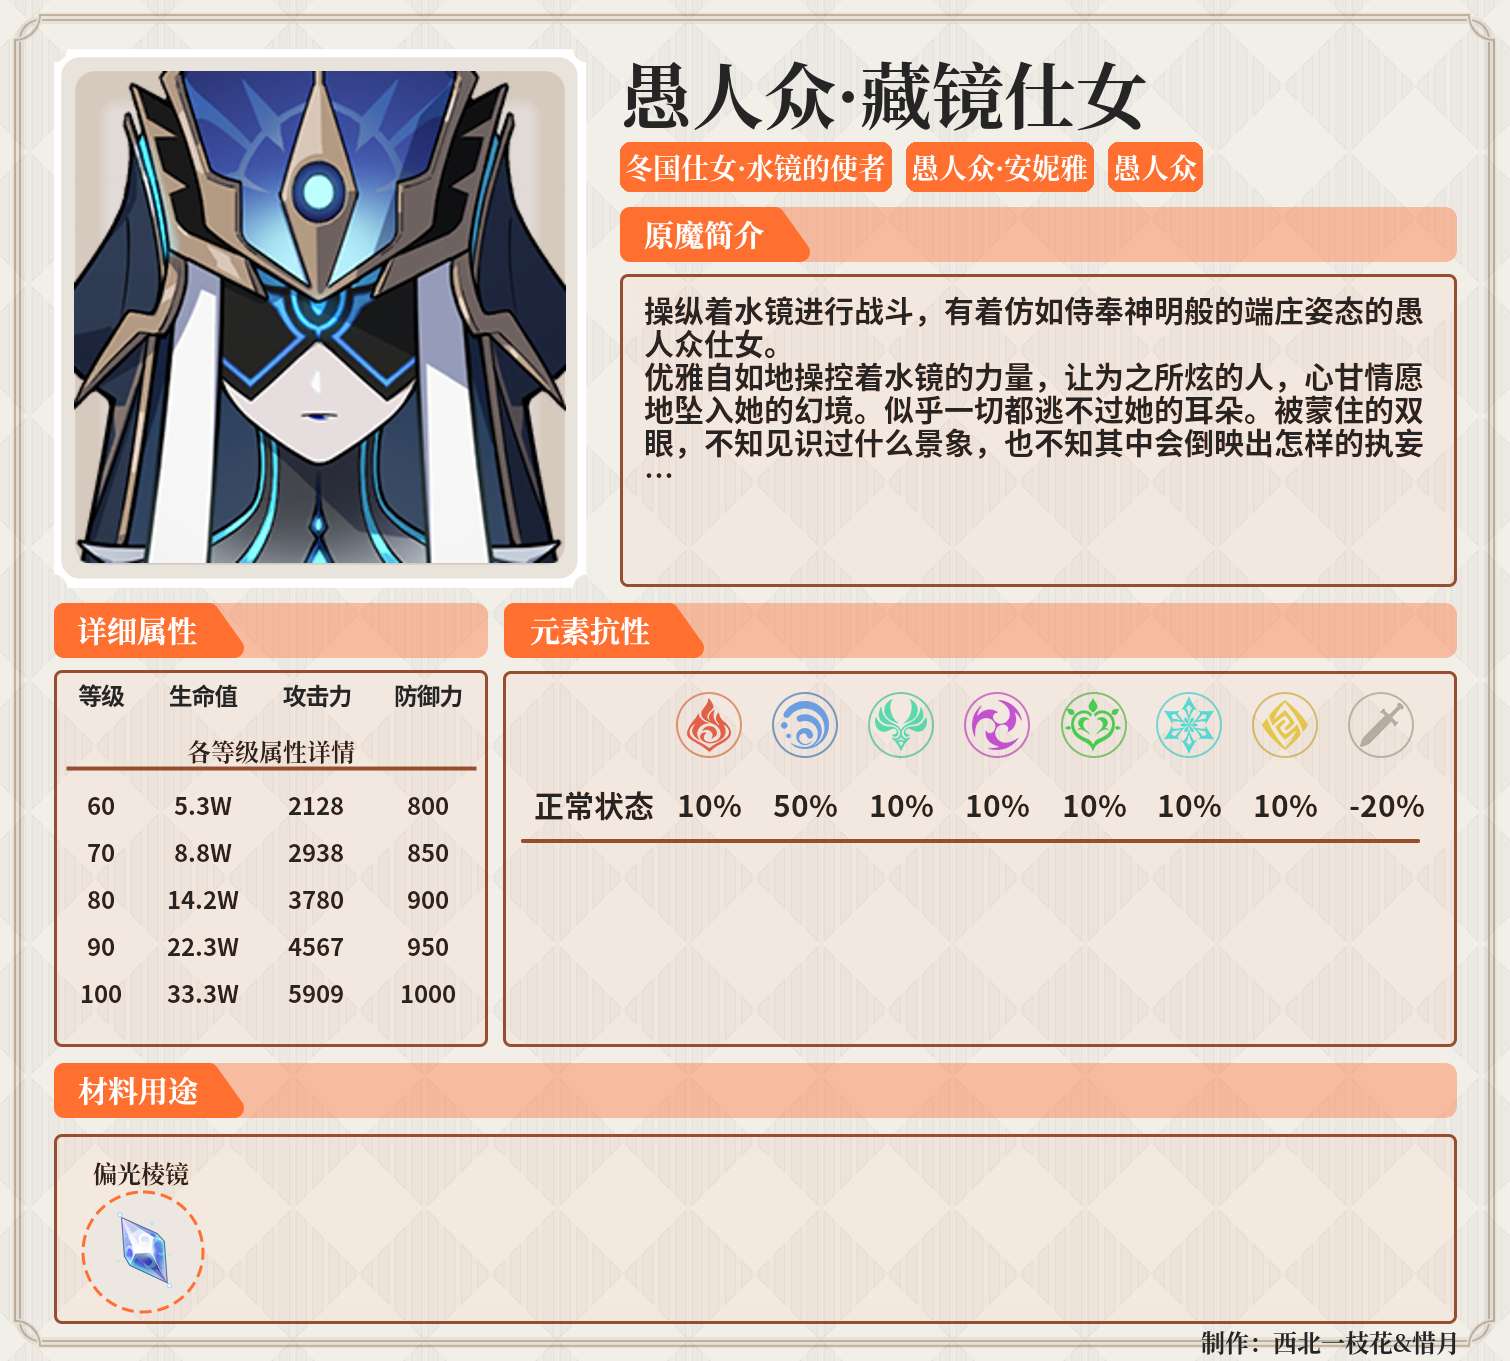 愚人众·藏镜仕女
冬国仕女·水镜的使者 愚人众·安妮雅 愚人众
原魔简介
操纵着水镜进行战斗，有着仿如侍奉神明般的端庄姿态的愚
人众仕女。
优雅自如地操控着水镜的力量，让为之所炫的人，心甘情愿
地坠入她的幻境。似乎一切都逃不过她的耳朵。被蒙住的双
眼，不知见识过什么景象，也不知其中会倒映出怎样的执妄
…
详细属性
等级 生命值 攻击力 防御力
各等级属性详情
60 5.3W 2128 800
70 8.8W 2938 850
80 14.2W 3780 900
90 22.3W 4567 950
100 33.3W 5909 1000
元素抗性
正常状态 10% 50% 10% 10% 10% 10% 10% -20%
材料用途
偏光棱镜
制作：西北一枝花&惜月